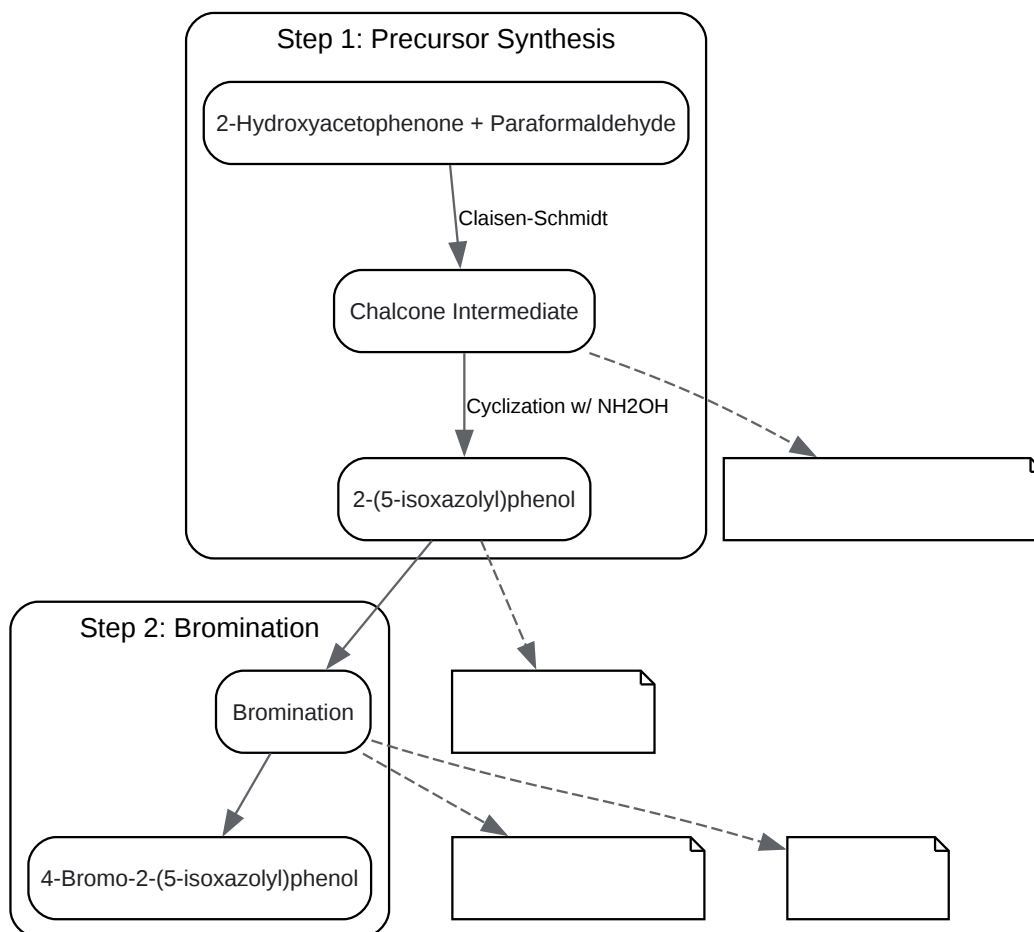 Step 1: Precursor Synthesis
2-Hydroxyacetophenone + Paraformaldehyde
Claisen-Schmidt
Chalcone Intermediate
Cyclization w/ NH2OH
2-(5-isoxazolyl)phenol
Step 2: Bromination
Bromination
4-Bromo-2-(5-isoxazolyl)phenol